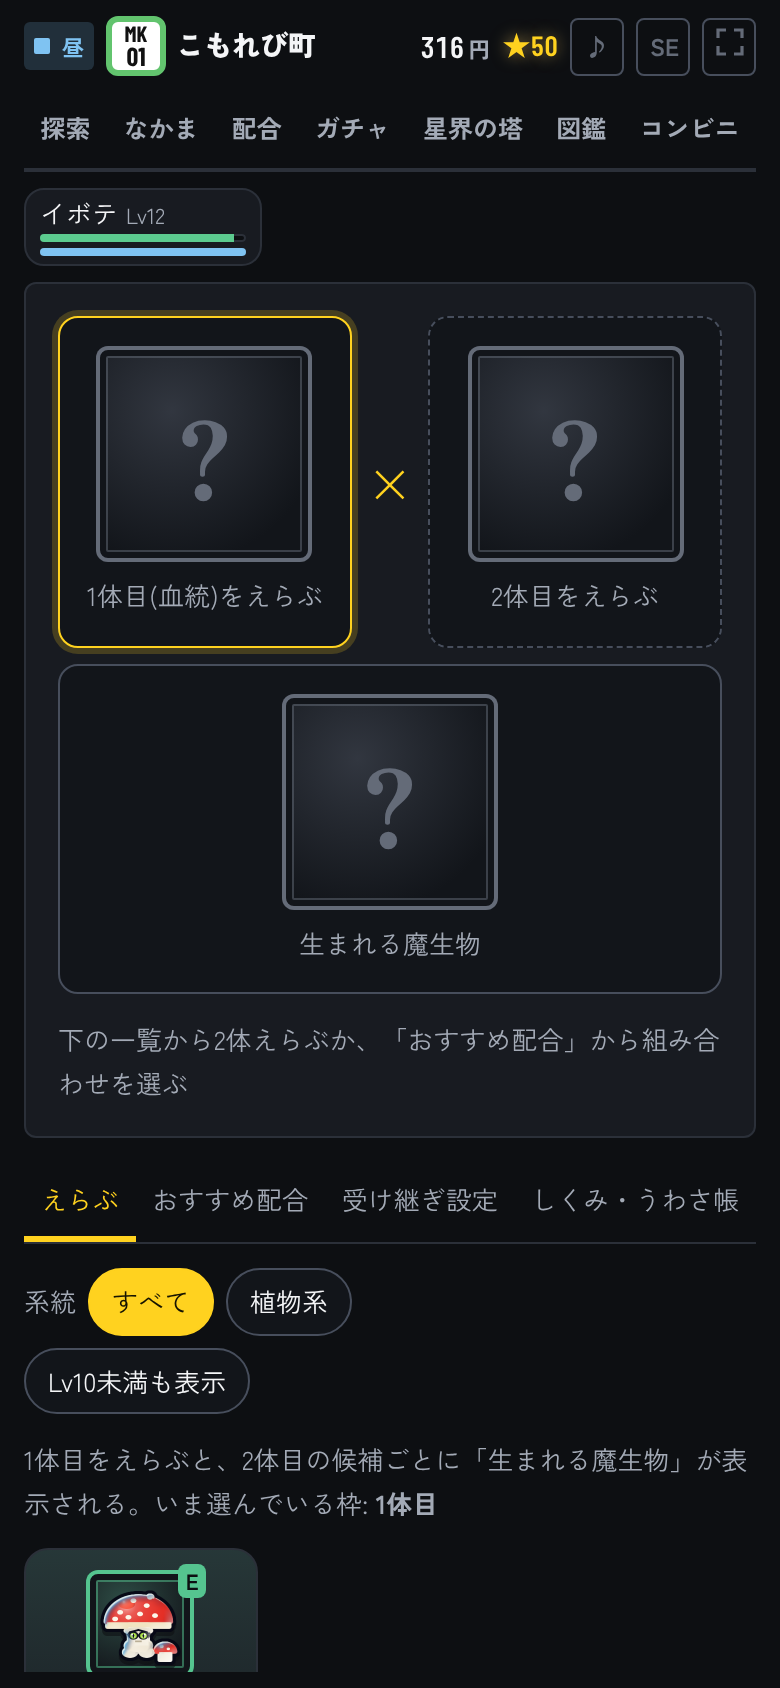 昼 MK 01 こもれび町 316円 ★50 ♪ SE
探索 なかま 配合 ガチャ 星界の塔 図鑑 コンビニ
イボテ Lv12
? × ?
1体目(血統)をえらぶ 2体目をえらぶ
?
生まれる魔生物
下の一覧から2体えらぶか、「おすすめ配合」から組み合
わせを選ぶ
えらぶ おすすめ配合 受け継ぎ設定 しくみ・うわさ帳
系統 すべて 植物系
Lv10未満も表示
1体目をえらぶと、2体目の候補ごとに「生まれる魔生物」が表
示される。いま選んでいる枠: 1体目
E